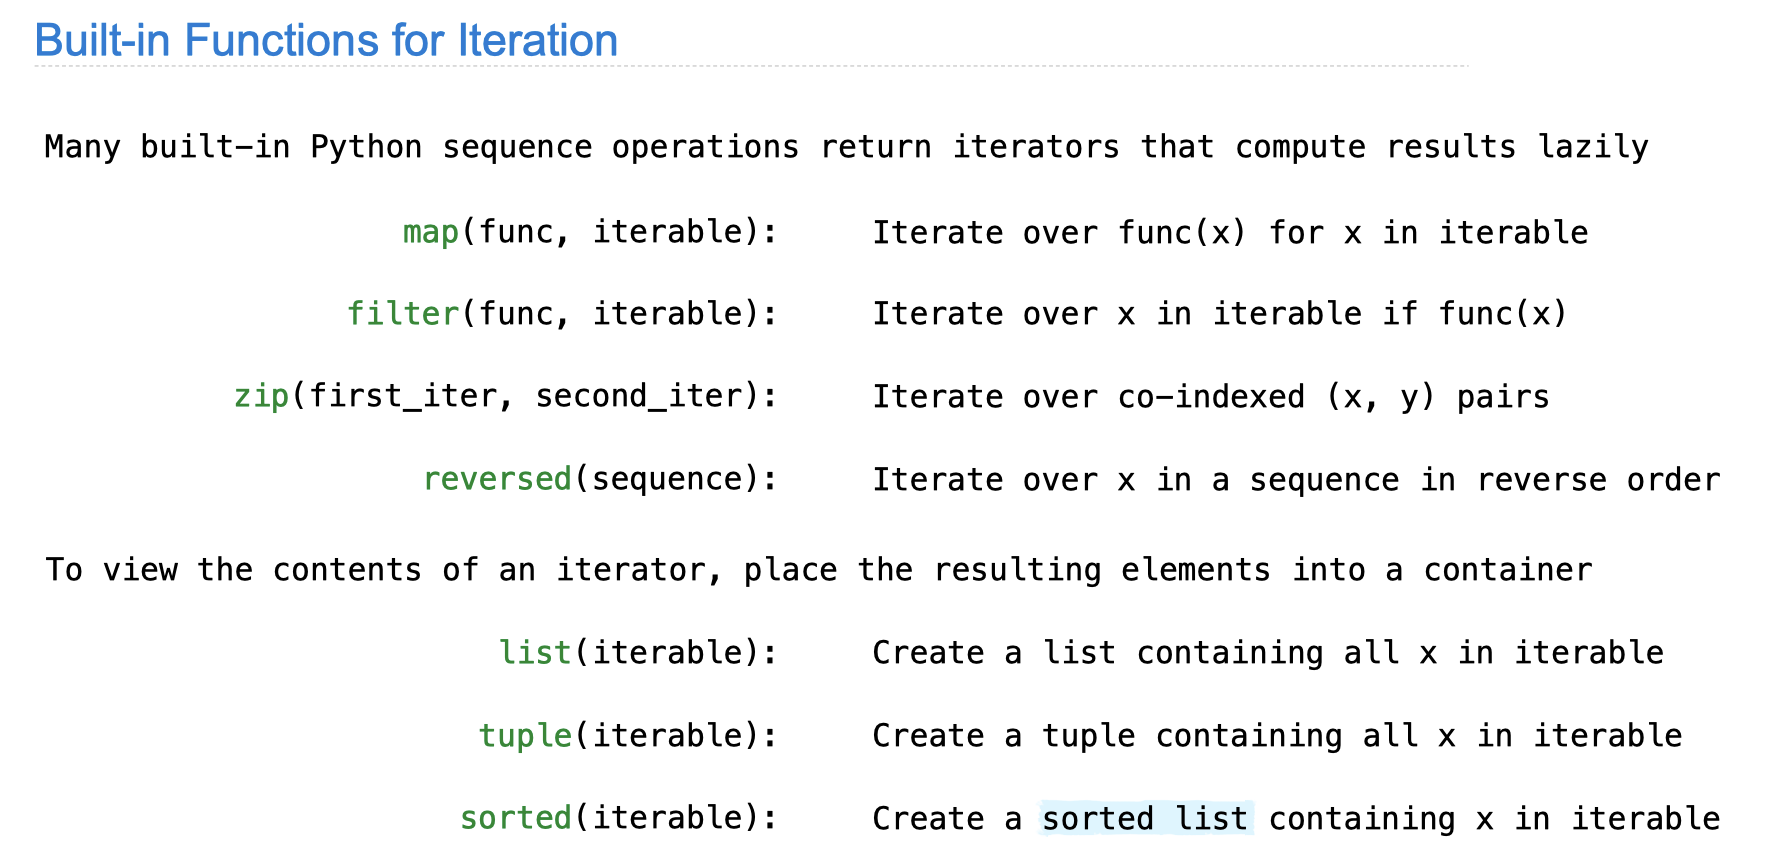 Built-in Functions for Iteration
Many built-in Python sequence operations return iterators that compute results lazily
map(func, iterable): Iterate over func(x) for x in iterable
filter(func, iterable): Iterate over x in iterable if func(x)
zip(first_iter, second_iter): Iterate over co-indexed (x, y) pairs
reversed(sequence): Iterate over x in a sequence in reverse order
To view the contents of an iterator, place the resulting elements into a container
list(iterable): Create a list containing all x in iterable
tuple(iterable): Create a tuple containing all x in iterable
sorted(iterable): Create a sorted list containing x in iterable